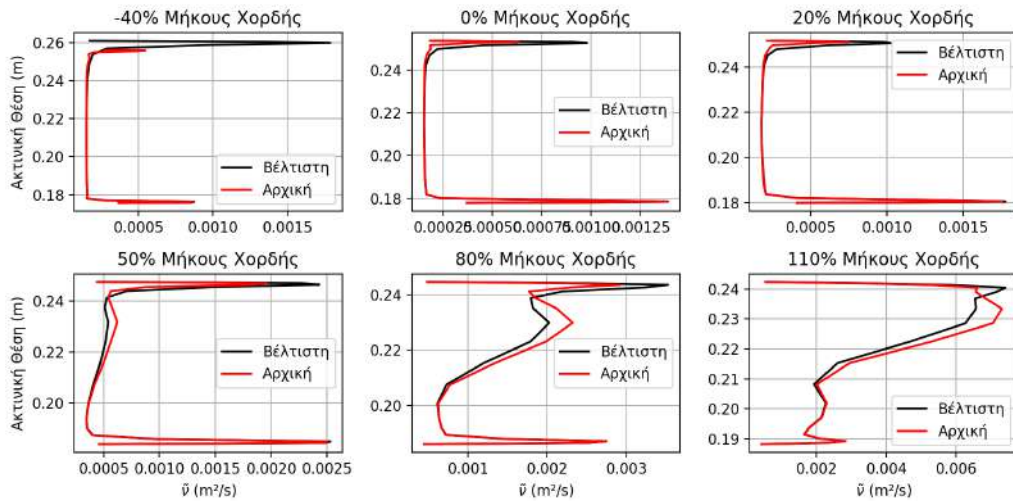 -40% Μήκους Χορδής
0% Μήκους Χορδής
20% Μήκους Χορδής
Ακτινική Θέση (m)
0.26
0.24
0.22
0.20
0.18
0.0005
0.0010
0.0015
Βέλτιστη
Αρχική
0.24
0.22
0.20
0.18
0.00025
0.00050
0.00075
0.00100
0.00125
Βέλτιστη
Αρχική
0.24
0.22
0.20
0.18
0.0005
0.0010
0.0015
Βέλτιστη
Αρχική
50% Μήκους Χορδής
80% Μήκους Χορδής
110% Μήκους Χορδής
Ακτινική Θέση (m)
0.24
0.22
0.20
0.0005
0.0010
0.0015
0.0020
0.0025
Βέλτιστη
Αρχική
ν̃ (m²/s)
0.24
0.22
0.20
0.001
0.002
0.003
Βέλτιστη
Αρχική
ν̃ (m²/s)
0.24
0.23
0.22
0.21
0.20
0.19
0.002
0.004
0.006
Βέλτιστη
Αρχική
ν̃ (m²/s)